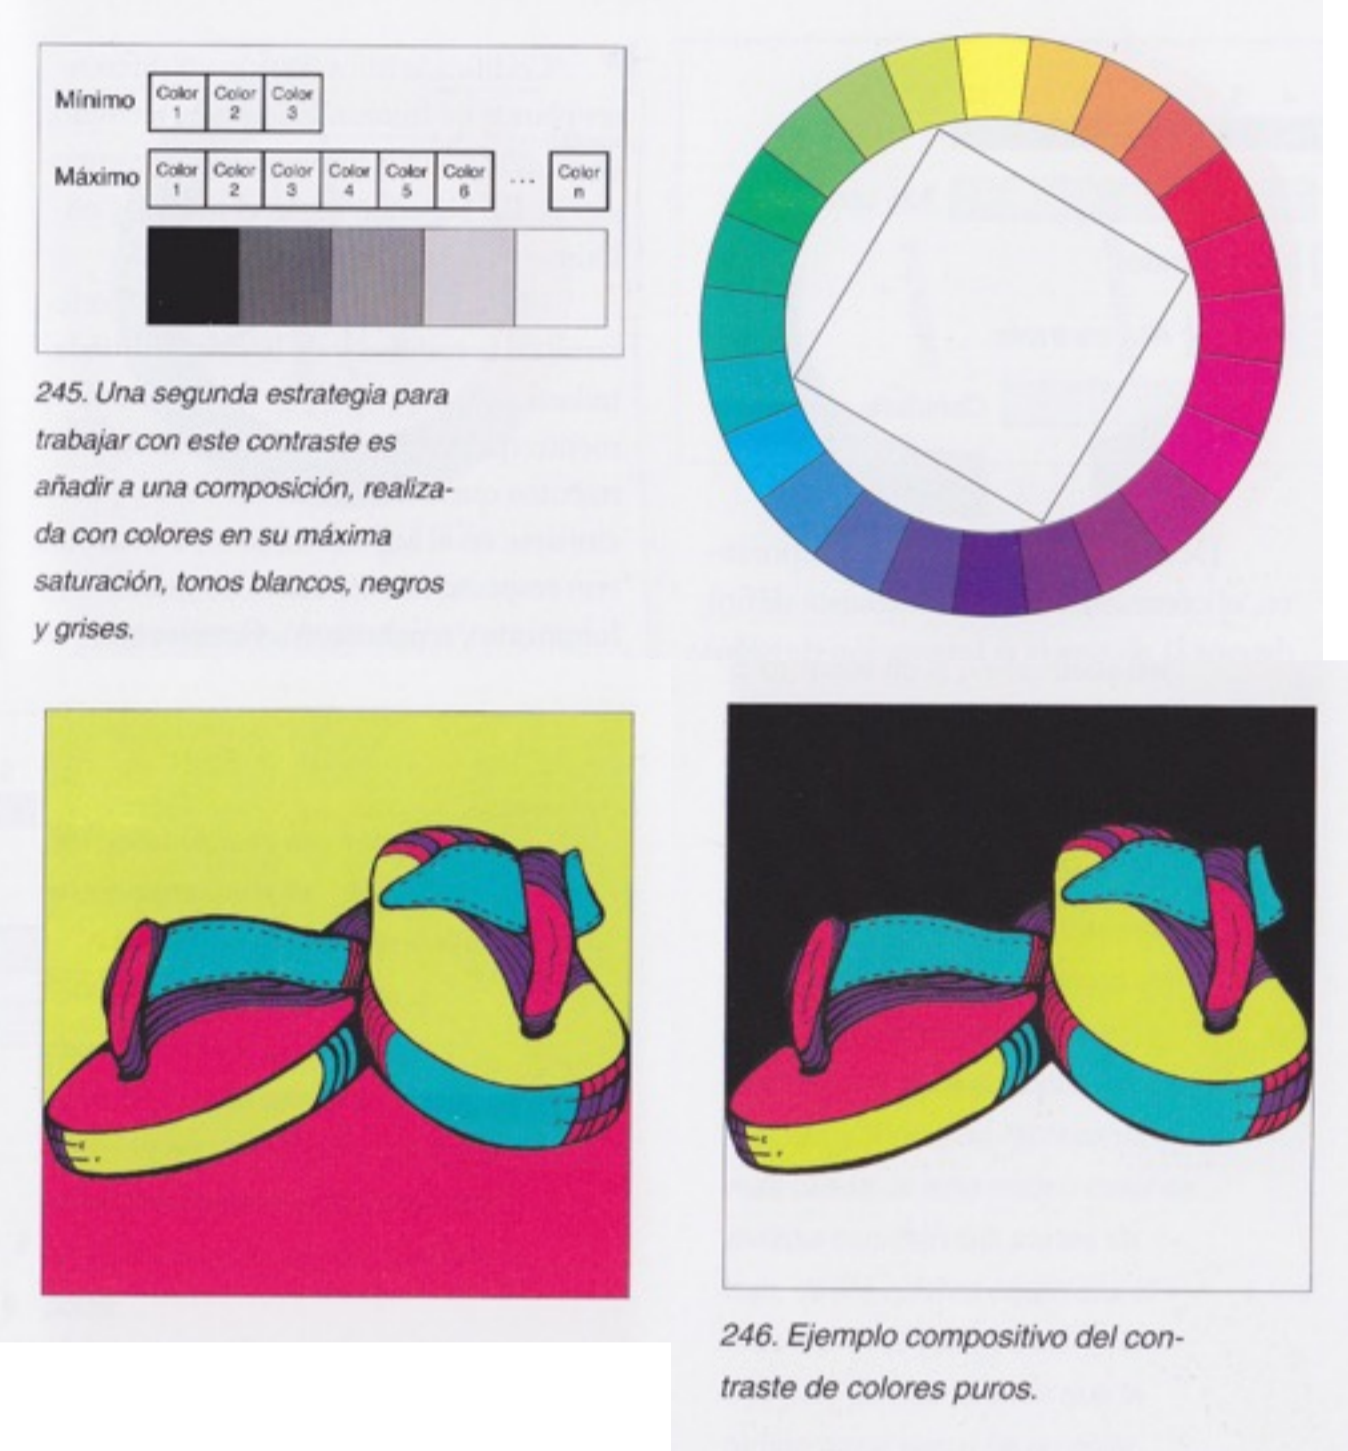 Mínimo Color 1 Color 2 Color 3
Máximo Color 1 Color 2 Color 3 Color 4 Color 5 Color 6 ... Color n
245. Una segunda estrategia para
trabajar con este contraste es
añadir a una composición, realiza-
da con colores en su máxima
saturación, tonos blancos, negros
y grises.
246. Ejemplo compositivo del con-
traste de colores puros.